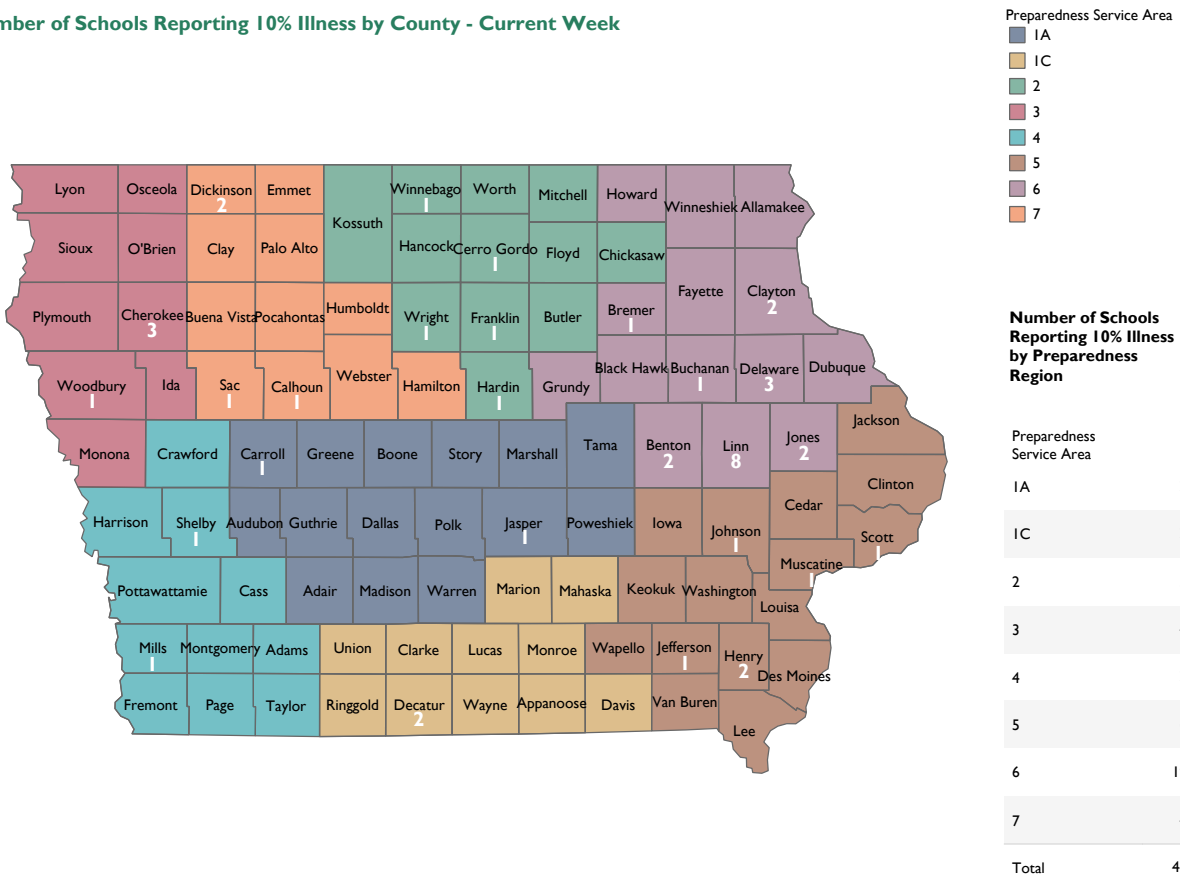 mber of Schools Reporting 10% Illness by County - Current Week
Preparedness Service Area
1A
1C
2
3
4
5
6
7
Lyon
Osceola
Dickinson
2
Emmet
Kossuth
Winnebago
1
Worth
Mitchell
Howard
Winneshiek
Allamakee
Sioux
O'Brien
Clay
Palo Alto
Hancock
Cerro Gordo
1
Floyd
Chickasaw
Plymouth
Cherokee
3
Buena Vista
Pocahontas
Humboldt
Wright
1
Franklin
1
Butler
Bremer
1
Fayette
Clayton
2
Woodbury
1
Ida
Sac
1
Calhoun
1
Webster
Hamilton
Hardin
1
Grundy
Black Hawk
Buchanan
1
Delaware
3
Dubuque
Monona
Crawford
Carroll
1
Greene
Boone
Story
Marshall
Tama
Benton
2
Linn
8
Jones
2
Jackson
Clinton
Harrison
Shelby
1
Audubon
Guthrie
Dallas
Polk
Jasper
1
Poweshiek
Iowa
Johnson
1
Cedar
Scott
1
Muscatine
1
Pottawattamie
Cass
Adair
Madison
Warren
Marion
Mahaska
Keokuk
Washington
Louisa
Mills
1
Montgomery
Adams
Union
Clarke
Lucas
Monroe
Wapello
Jefferson
1
Henry
2
Des Moines
Fremont
Page
Taylor
Ringgold
Decatur
2
Wayne
Appanoose
Davis
Van Buren
Lee
Number of Schools
Reporting 10% Illness
by Preparedness
Region
Preparedness
Service Area
1A
1C
2
3
4
5
6 1
7
Total 4